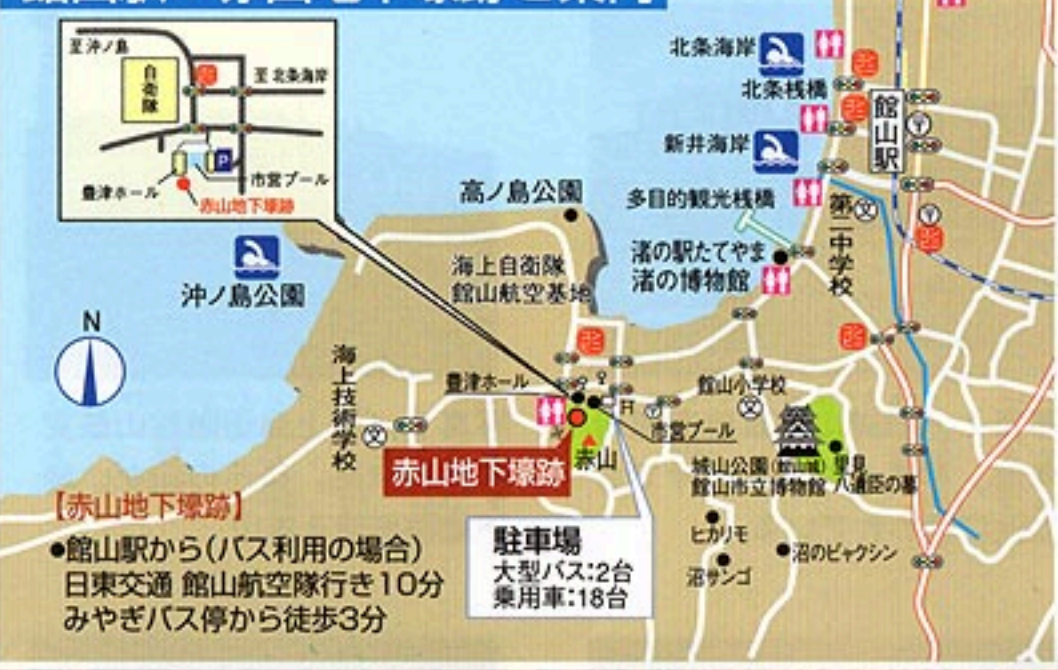 至沖ノ島
自衛隊
至北条海岸
豊津ホール
市営プール
P
赤山地下壕跡
北条海岸
北条桟橋
館山駅
新井海岸
多目的観光桟橋
第二中学校
文
渚の駅たてやま
渚の博物館
高ノ島公園
海上自衛隊
館山航空基地
沖ノ島公園
N
海上技術学校
文
豊津ホール
館山小学校
文
市営プール
赤山
赤山地下壕跡
城山公園(館山城)
館山市立博物館
里見
八遺臣の墓
ヒカリモ
沼サンゴ
沼のビャクシン
駐車場
大型バス:2台
乗用車:18台
【赤山地下壕跡】
●館山駅から(バス利用の場合)
日東交通 館山航空隊行き10分
みやぎバス停から徒歩3分